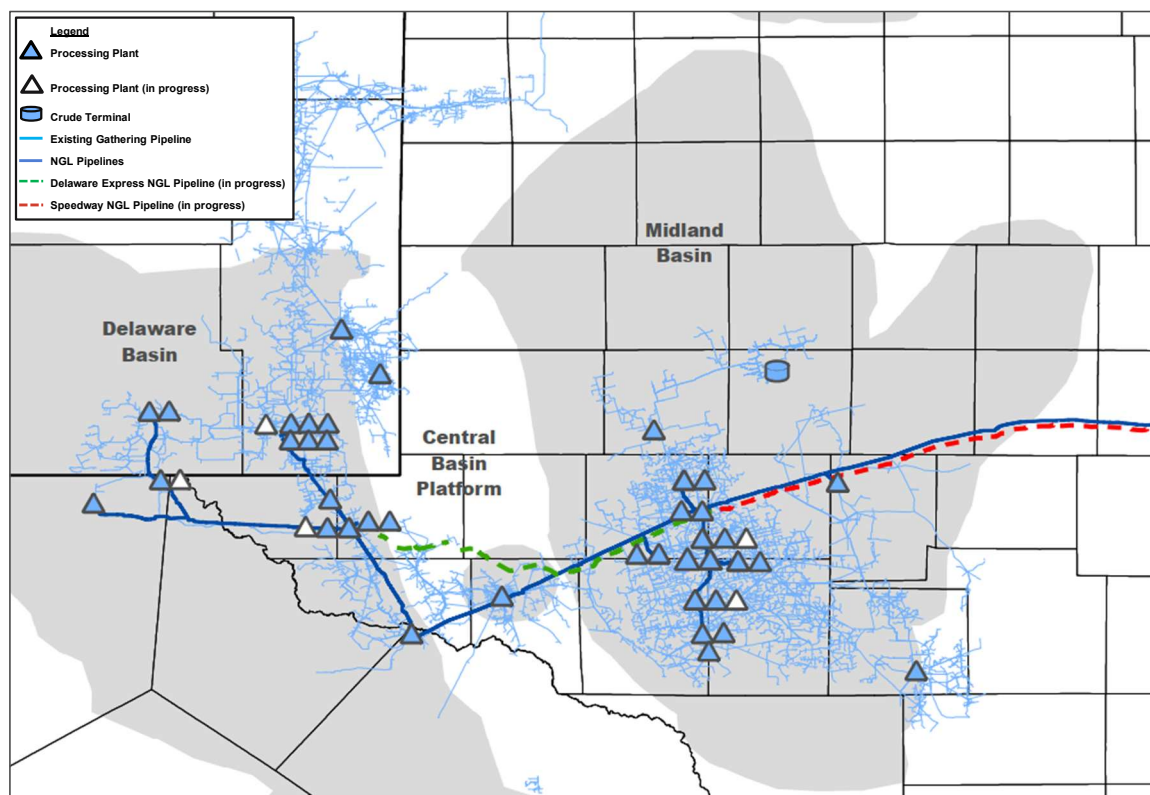 Legend
Processing Plant
Processing Plant (in progress)
Crude Terminal
Existing Gathering Pipeline
NGL Pipelines
Delaware Express NGL Pipeline (in progress)
Speedway NGL Pipeline (in progress)
Midland
Basin
Delaware
Basin
Central
Basin
Platform